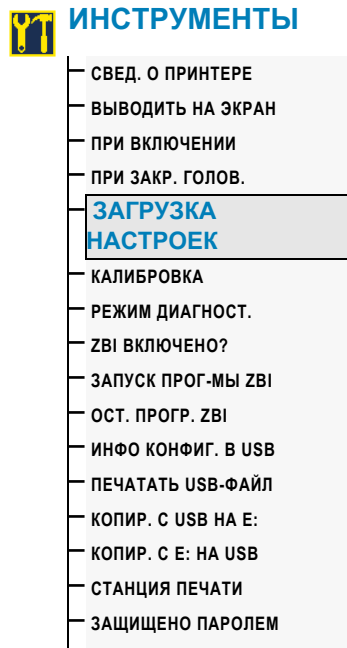 ИНСТРУМЕНТЫ
СВЕД. О ПРИНТЕРЕ
ВЫВОДИТЬ НА ЭКРАН
ПРИ ВКЛЮЧЕНИИ
ПРИ ЗАКР. ГОЛОВ.
ЗАГРУЗКА
НАСТРОЕК
КАЛИБРОВКА
РЕЖИМ ДИАГНОСТ.
ZBI ВКЛЮЧЕНО?
ЗАПУСК ПРОГ-МЫ ZBI
ОСТ. ПРОГР. ZBI
ИНФО КОНФИГ. В USB
ПЕЧАТАТЬ USB-ФАЙЛ
КОПИР. С USB НА E:
КОПИР. С E: НА USB
СТАНЦИЯ ПЕЧАТИ
ЗАЩИЩЕНО ПАРОЛЕМ